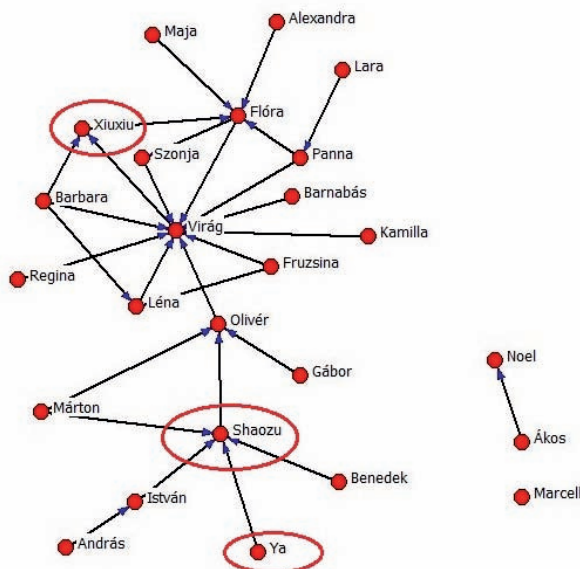 Maja
Alexandra
Lara
Flóra
Xiuxiu
Szonja
Panna
Barbara
Barnabás
Virág
Kamilla
Regina
Fruzsina
Léna
Olivér
Noel
Gábor
Márton
Shaozu
Ákos
Benedek
Marcell
István
András
Ya